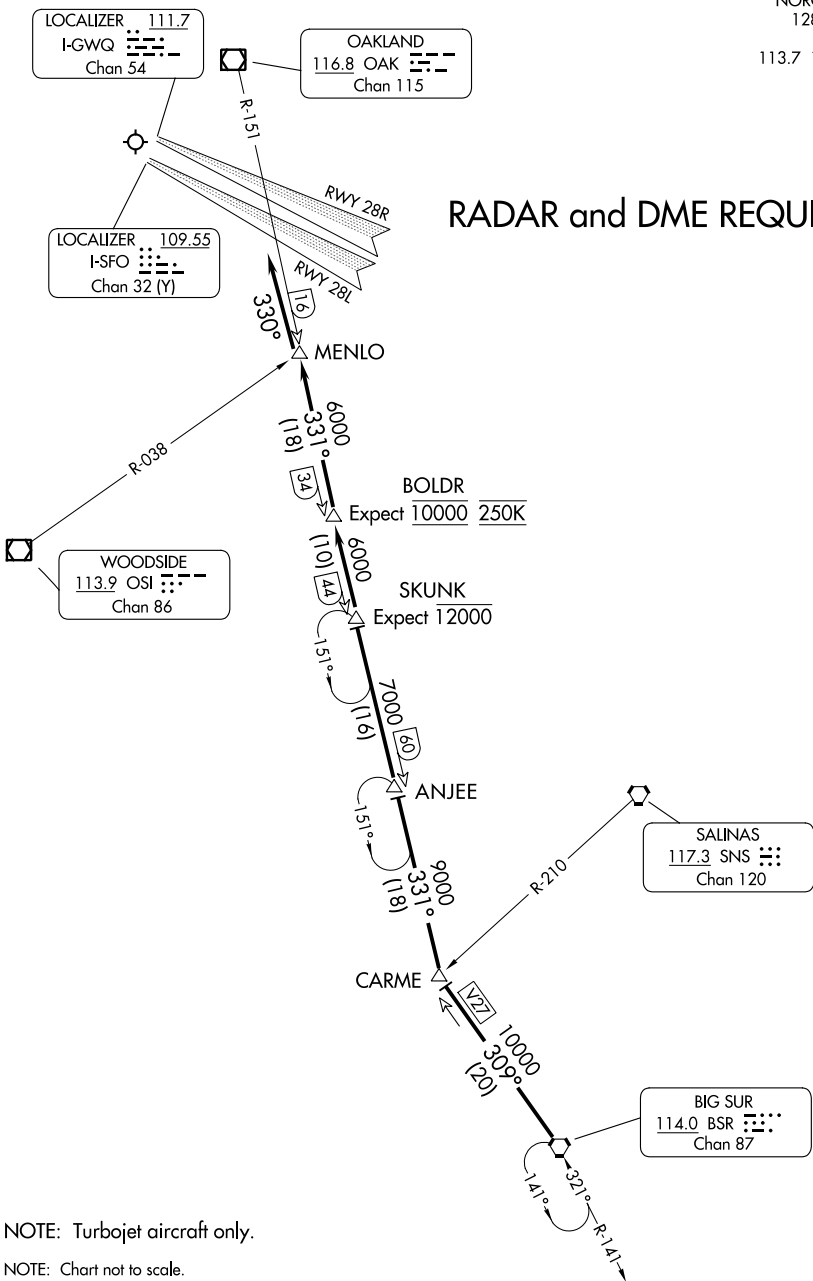 LOCALIZER 111.7
I-GWQ
Chan 54
OAKLAND
116.8 OAK
Chan 115
NORC
128
113.7
R-151
RWY 28R
RADAR and DME REQUI
LOCALIZER 109.55
I-SFO
Chan 32 (Y)
RWY 28L
330°
16
MENLO
6000
331°
(18)
R-038
34
BOLDR
Expect 10000 250K
WOODSIDE
113.9 OSI
Chan 86
6000
(10)
44
SKUNK
Expect 12000
151°
7000
(16)
60
ANJEE
151°
9000
331°
(18)
SALINAS
117.3 SNS
Chan 120
R-210
CARME
V27
10000
309°
(20)
BIG SUR
114.0 BSR
Chan 87
141°
321°
R-141
NOTE: Turbojet aircraft only.
NOTE: Chart not to scale.